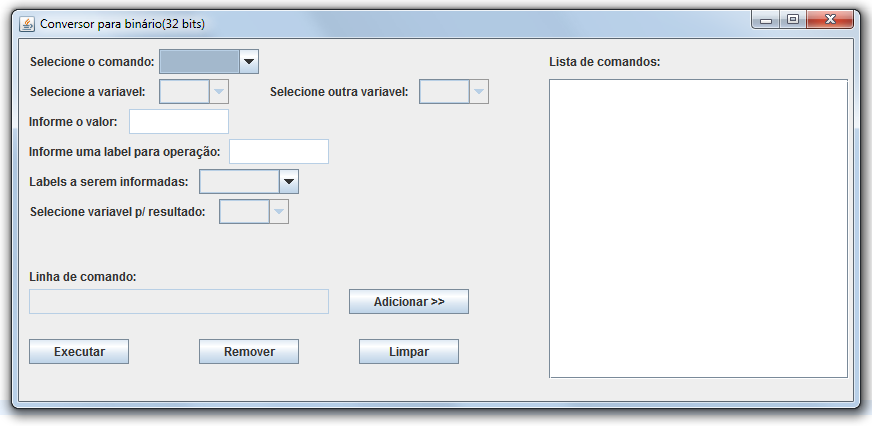 Conversor para binário(32 bits)
Selecione o comando:
Selecione a variavel:
Selecione outra variavel:
Informe o valor:
Informe uma label para operação:
Labels a serem informadas:
Selecione variavel p/ resultado:
Linha de comando:
Adicionar >>
Executar
Remover
Limpar
Lista de comandos: